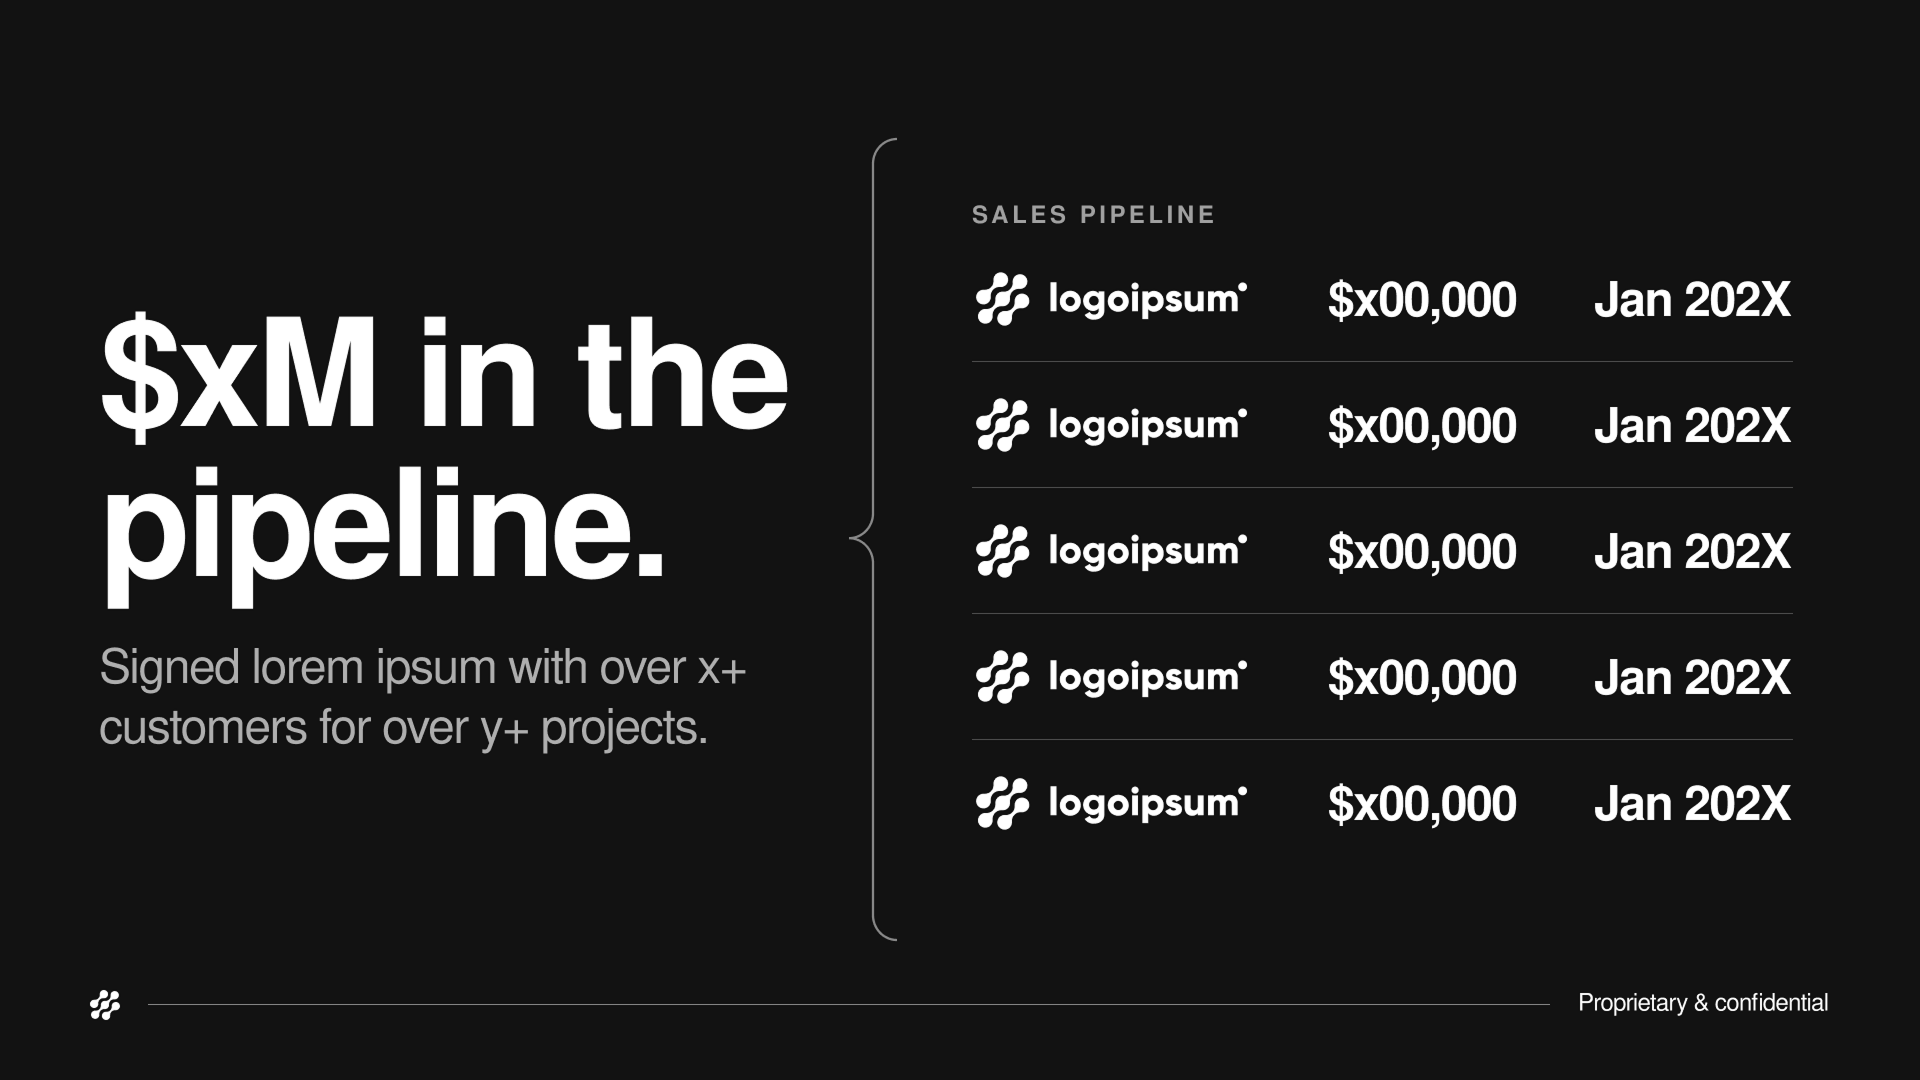 $xM in the
pipeline.
Signed lorem ipsum with over x+
customers for over y+ projects.
SALES PIPELINE
logoipsum $x00,000 Jan 202X
logoipsum $x00,000 Jan 202X
logoipsum $x00,000 Jan 202X
logoipsum $x00,000 Jan 202X
logoipsum $x00,000 Jan 202X
Proprietary & confidential